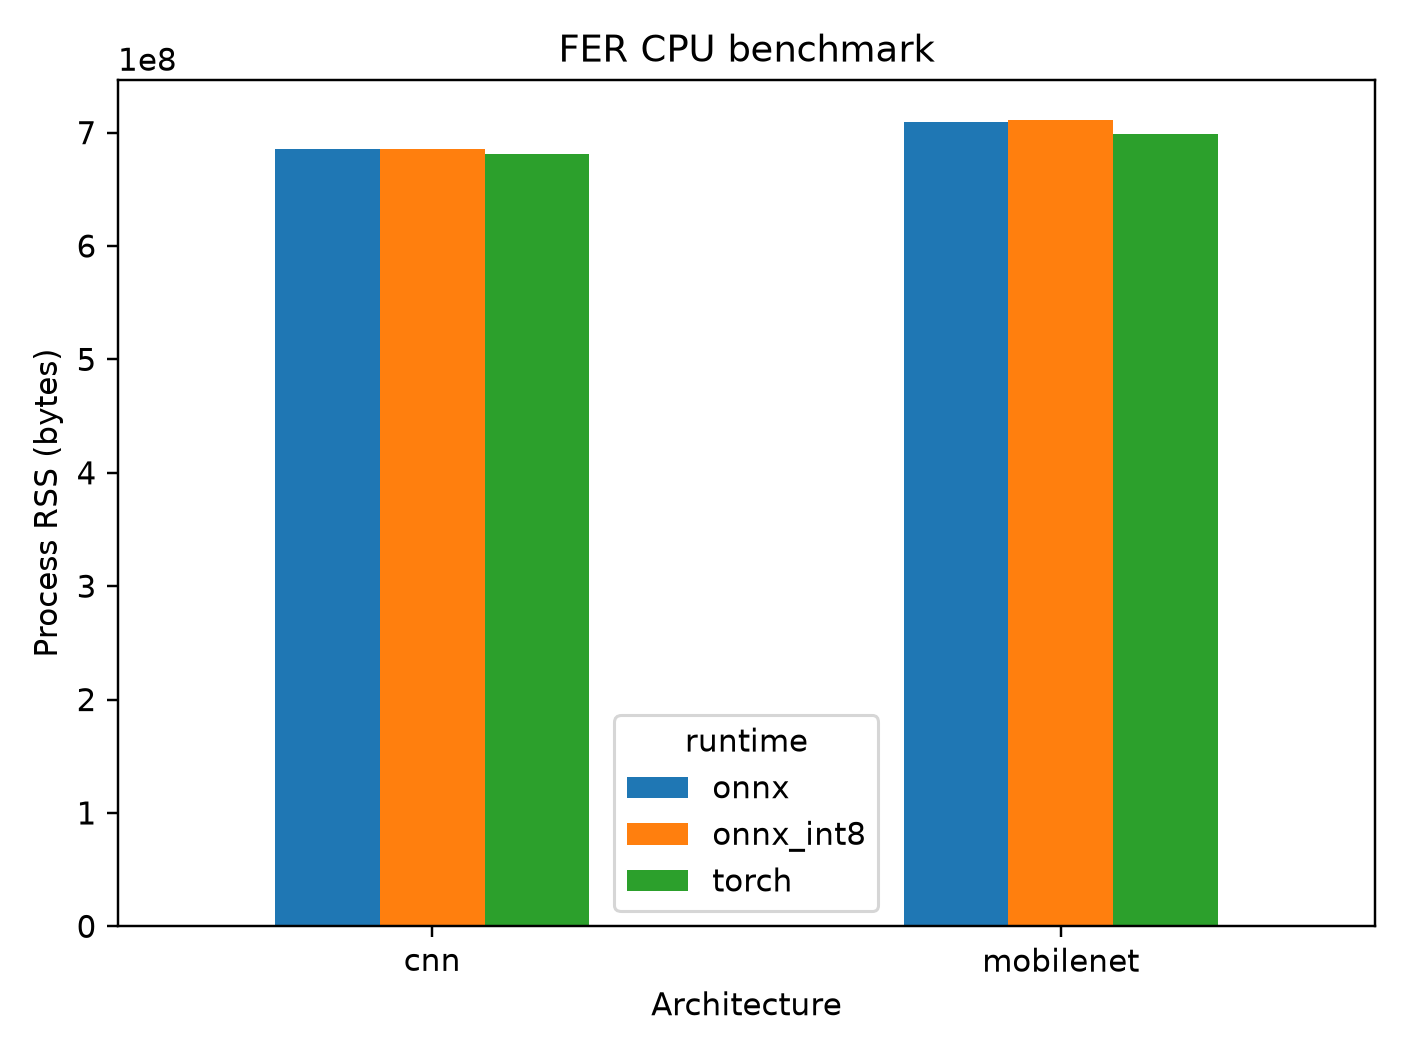 FER CPU benchmark
1e8
7
6
5
4
3
2
1
0
Process RSS (bytes)
runtime
onnx
onnx_int8
torch
cnn
mobilenet
Architecture